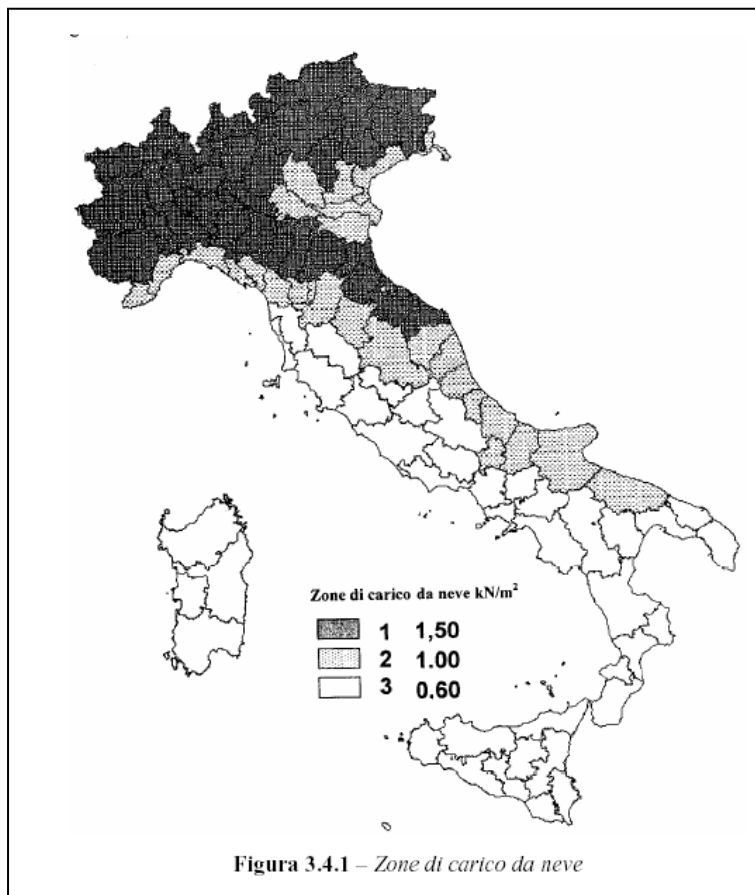 Zone di carico da neve kN/m²
1 1,50
2 1.00
3 0.60
Figura 3.4.1 – Zone di carico da neve